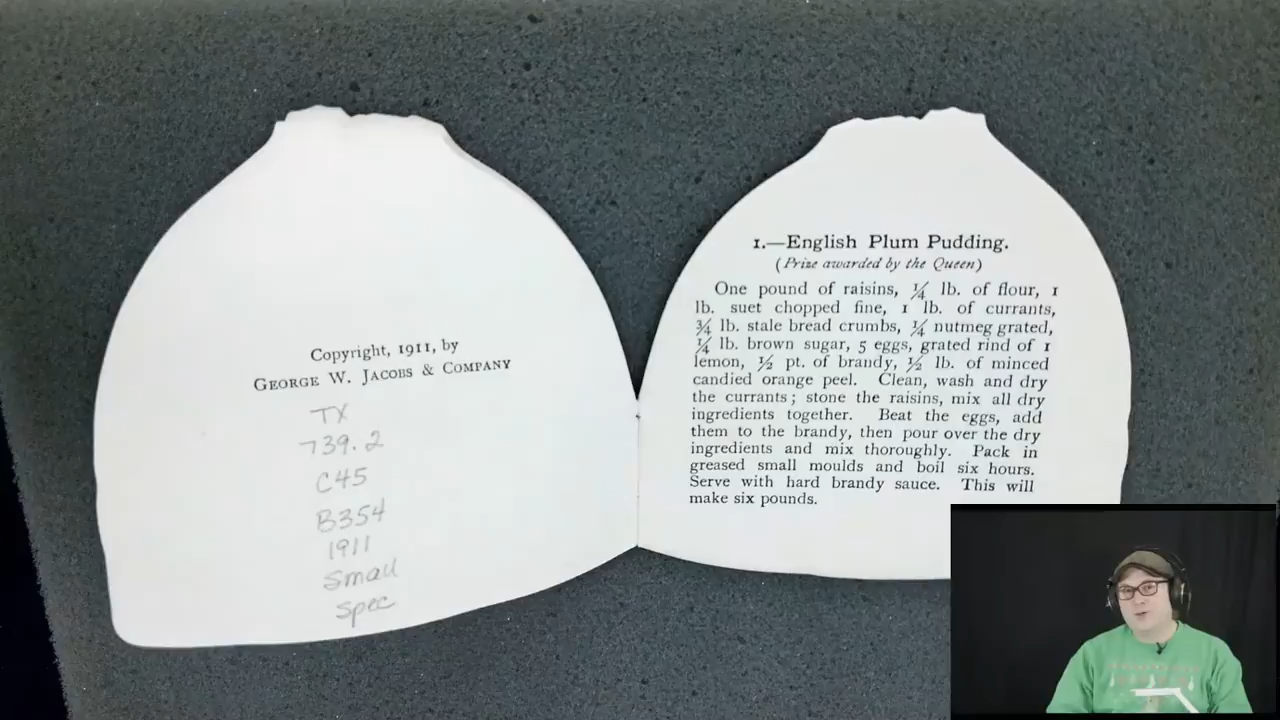 Copyright, 1911, by
GEORGE W. JACOBS & COMPANY
TX
739.2
C45
B354
1911
Small
Spec
1.—English Plum Pudding.
(Prize awarded by the Queen)
One pound of raisins, ¼ lb. of flour, 1
lb. suet chopped fine, 1 lb. of currants,
¾ lb. stale bread crumbs, ¼ nutmeg grated,
¼ lb. brown sugar, 5 eggs, grated rind of 1
lemon, ½ pt. of brandy, ½ lb. of minced
candied orange peel. Clean, wash and dry
the currants; stone the raisins, mix all dry
ingredients together. Beat the eggs, add
them to the brandy, then pour over the dry
ingredients and mix thoroughly. Pack in
greased small moulds and boil six hours.
Serve with hard brandy sauce. This will
make six pounds.